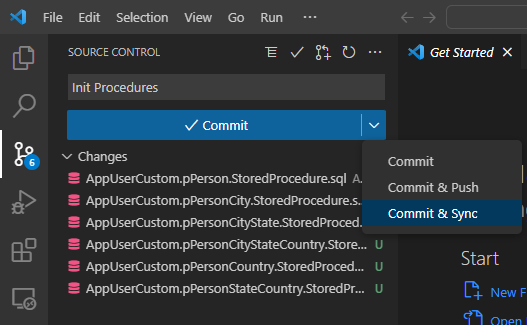 File Edit Selection View Go Run ···
SOURCE CONTROL
Get Started
Init Procedures
Commit
Changes
AppUserCustom.pPerson.StoredProcedure.sql A...
AppUserCustom.pPersonCity.StoredProcedure.s...
AppUserCustom.pPersonCityState.StoredProced...
AppUserCustom.pPersonCityStateCountry.Store... U
AppUserCustom.pPersonCountry.StoredProced... U
AppUserCustom.pPersonStateCountry.StoredPr... U
6
Commit
Commit & Push
Commit & Sync
Start
New F
Open